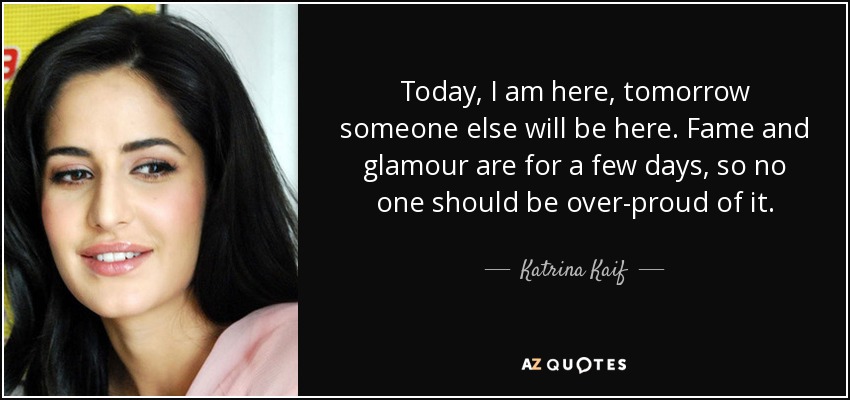 Today, I am here, tomorrow
someone else will be here. Fame and
glamour are for a few days, so no
one should be over-proud of it.
Katrina Kaif
AZ QUOTES